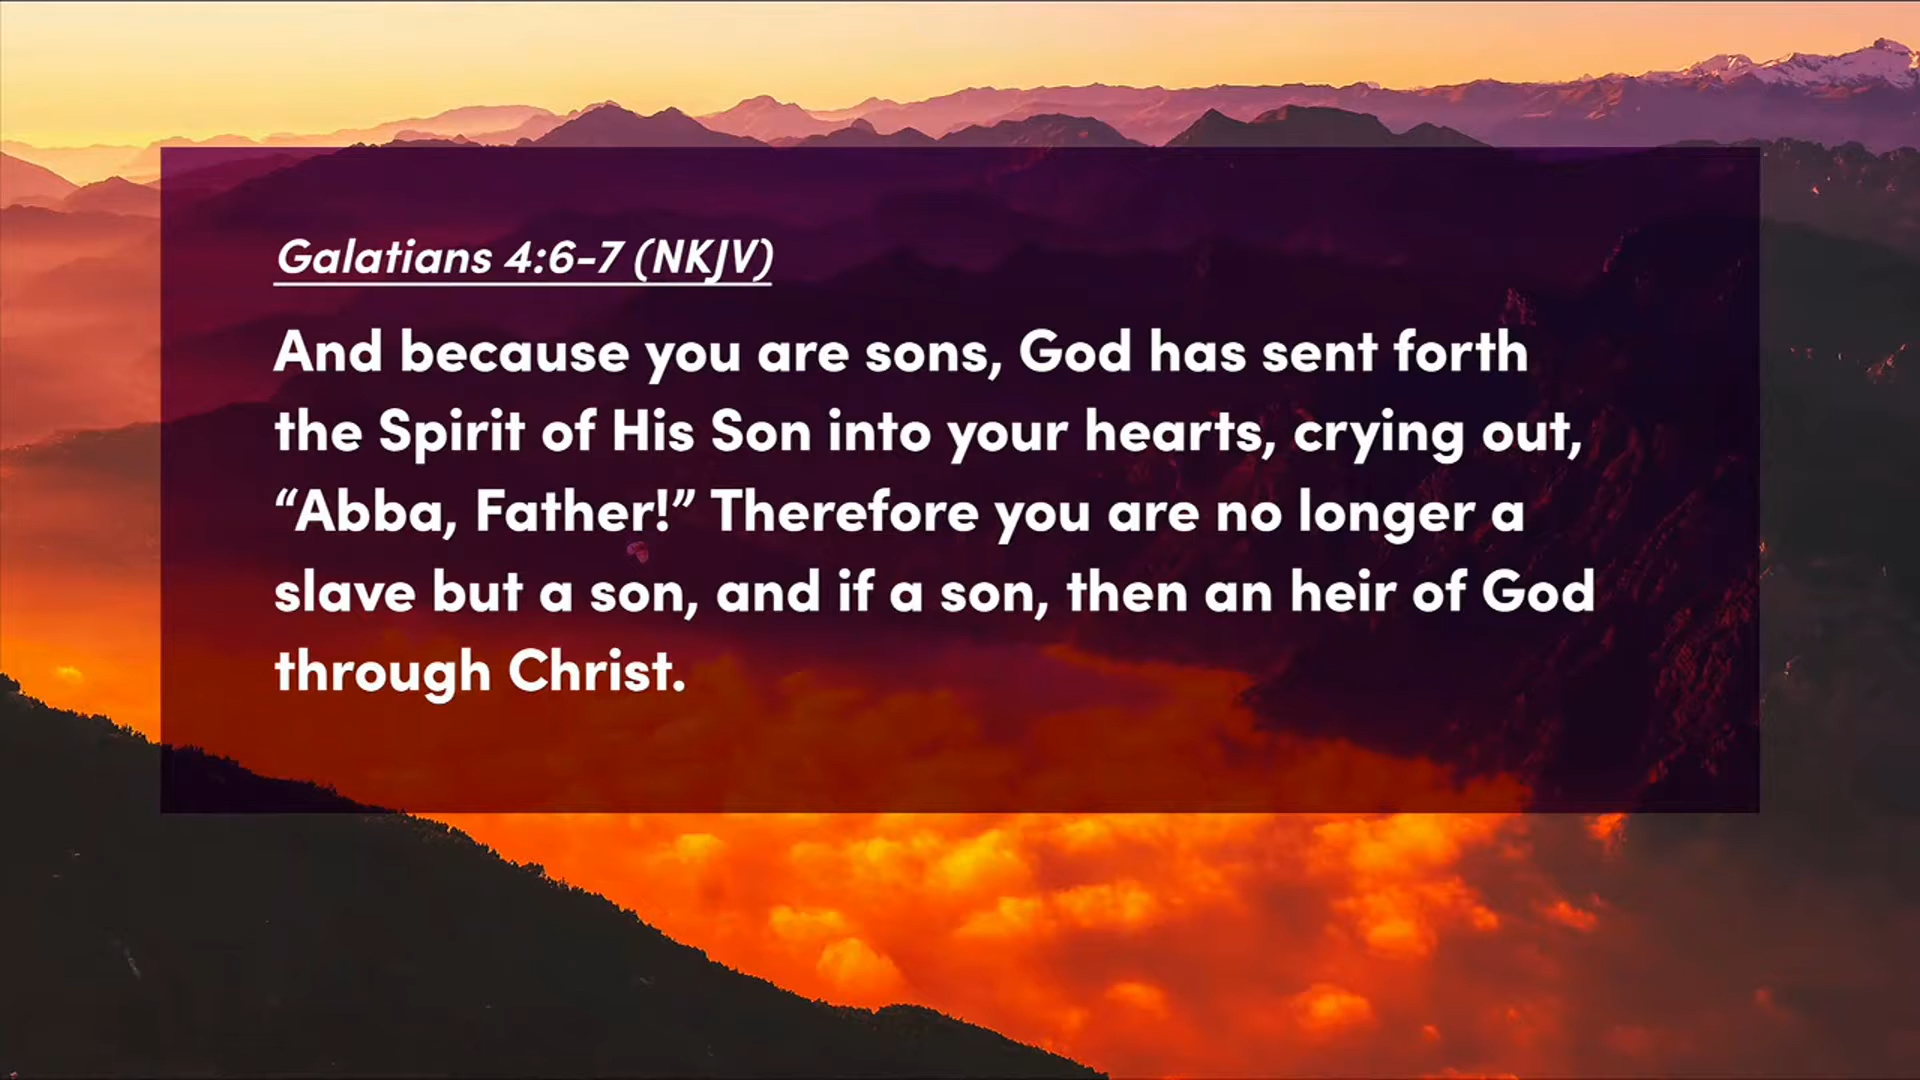 Galatians 4:6-7 (NKJV)
And because you are sons, God has sent forth
the Spirit of His Son into your hearts, crying out,
“Abba, Father!” Therefore you are no longer a
slave but a son, and if a son, then an heir of God
through Christ.